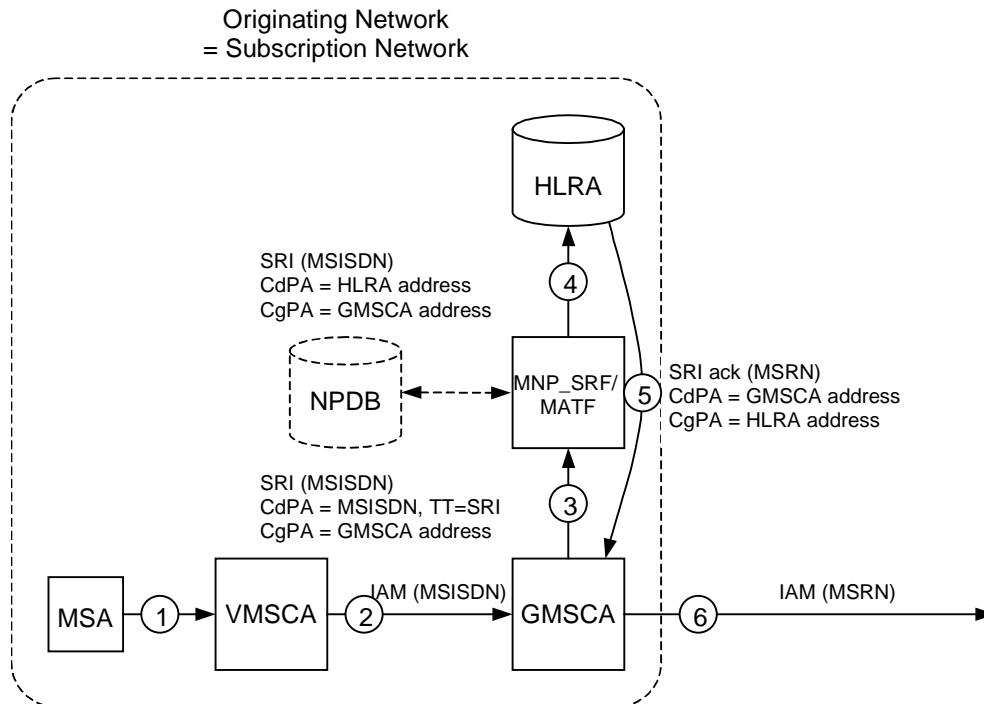 Originating Network
= Subscription Network
HLRA
SRI (MSISDN)
CdPA = HLRA address
CgPA = GMSCA address
4
NPDB
MNP_SRF/
MATF
5
SRI ack (MSRN)
CdPA = GMSCA address
CgPA = HLRA address
SRI (MSISDN)
CdPA = MSISDN, TT=SRI
CgPA = GMSCA address
3
MSA
1
VMSCA
2
IAM (MSISDN)
GMSCA
6
IAM (MSRN)